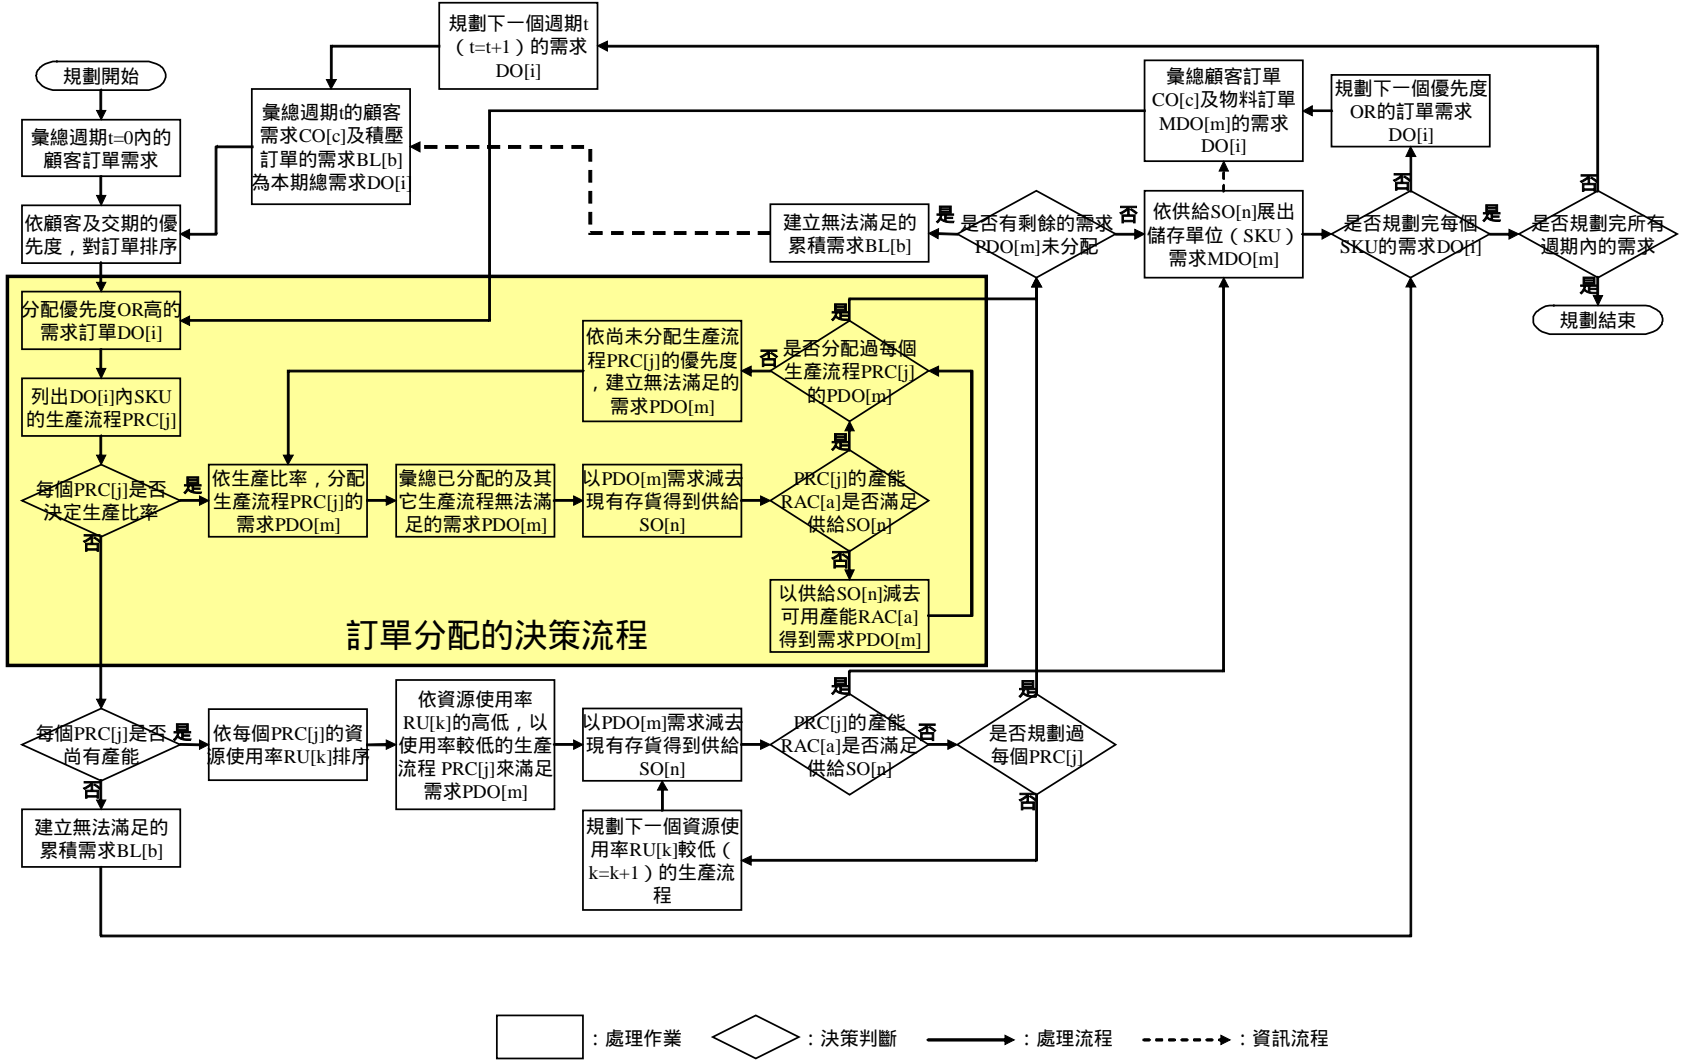 規劃下一個週期t
（t=t+1）的需求
DO[i]
規劃開始
彙總週期t=0內的
顧客訂單需求
彙總週期t的顧客
需求CO[c]及積壓
訂單的需求BL[b]
為本期總需求DO[i]
彙總顧客訂單
CO[c]及物料訂單
MDO[m]的需求
DO[i]
規劃下一個優先度
OR的訂單需求
DO[i]
依顧客及交期的優
先度，對訂單排序
建立無法滿足的
累積需求BL[b]
是
是否有剩餘的需求
PDO[m]未分配
否
依供給SO[n]展出
儲存單位（SKU）
需求MDO[m]
否
是否規劃完每個
SKU的需求DO[i]
是
否
是否規劃完所有
週期內的需求
是
規劃結束
分配優先度OR高的
需求訂單DO[i]
列出DO[i]內SKU
的生產流程PRC[j]
依尚未分配生產流
程PRC[j]的優先度
，建立無法滿足的
需求PDO[m]
否
是
是否分配過每個
生產流程PRC[j]
的PDO[m]
每個PRC[j]是否
決定生產比率
是
否
依生產比率，分配
生產流程PRC[j]的
需求PDO[m]
彙總已分配的及其
它生產流程無法滿
足的需求PDO[m]
以PDO[m]需求減去
現有存貨得到供給
SO[n]
是
PRC[j]的產能
RAC[a]是否滿足
供給SO[n]
否
以供給SO[n]減去
可用產能RAC[a]
得到需求PDO[m]
訂單分配的決策流程
每個PRC[j]是否
尚有產能
是
否
依每個PRC[j]的資
源使用率RU[k]排序
依資源使用率
RU[k]的高低，以
使用率較低的生產
流程 PRC[j]來滿足
需求PDO[m]
以PDO[m]需求減去
現有存貨得到供給
SO[n]
是
PRC[j]的產能
RAC[a]是否滿足
供給SO[n]
否
是
是否規劃過
每個PRC[j]
否
建立無法滿足的
累積需求BL[b]
規劃下一個資源使
用率RU[k]較低（
k=k+1）的生產流
程
：處理作業
：決策判斷
：處理流程
：資訊流程